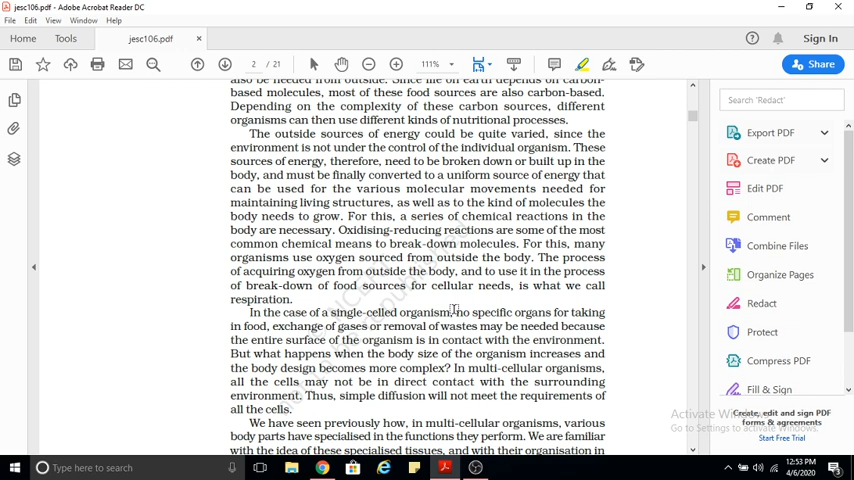 jesc106.pdf - Adobe Acrobat Reader DC
File Edit View Window Help
Home Tools jesc106.pdf × Sign In
2 / 21 111% Share
also be needed from outside. Since life on earth depends on carbon-
based molecules, most of these food sources are also carbon-based.
Depending on the complexity of these carbon sources, different
organisms can then use different kinds of nutritional processes.
The outside sources of energy could be quite varied, since the
environment is not under the control of the individual organism. These
sources of energy, therefore, need to be broken down or built up in the
body, and must be finally converted to a uniform source of energy that
can be used for the various molecular movements needed for
maintaining living structures, as well as to the kind of molecules the
body needs to grow. For this, a series of chemical reactions in the
body are necessary. Oxidising-reducing reactions are some of the most
common chemical means to break-down molecules. For this, many
organisms use oxygen sourced from outside the body. The process
of acquiring oxygen from outside the body, and to use it in the process
of break-down of food sources for cellular needs, is what we call
respiration.
In the case of a single-celled organism, no specific organs for taking
in food, exchange of gases or removal of wastes may be needed because
the entire surface of the organism is in contact with the environment.
But what happens when the body size of the organism increases and
the body design becomes more complex? In multi-cellular organisms,
all the cells may not be in direct contact with the surrounding
environment. Thus, simple diffusion will not meet the requirements of
all the cells.
We have seen previously how, in multi-cellular organisms, various
body parts have specialised in the functions they perform. We are familiar
with the idea of these specialised tissues, and with their organisation in
Search 'Redact'
Export PDF
Create PDF
Edit PDF
Comment
Combine Files
Organize Pages
Redact
Protect
Compress PDF
Fill & Sign
Activate Windows
Go to Settings to activate Windows.
Create, edit and sign PDF
forms & agreements
Start Free Trial
Type here to search
12:53 PM
4/6/2020
3